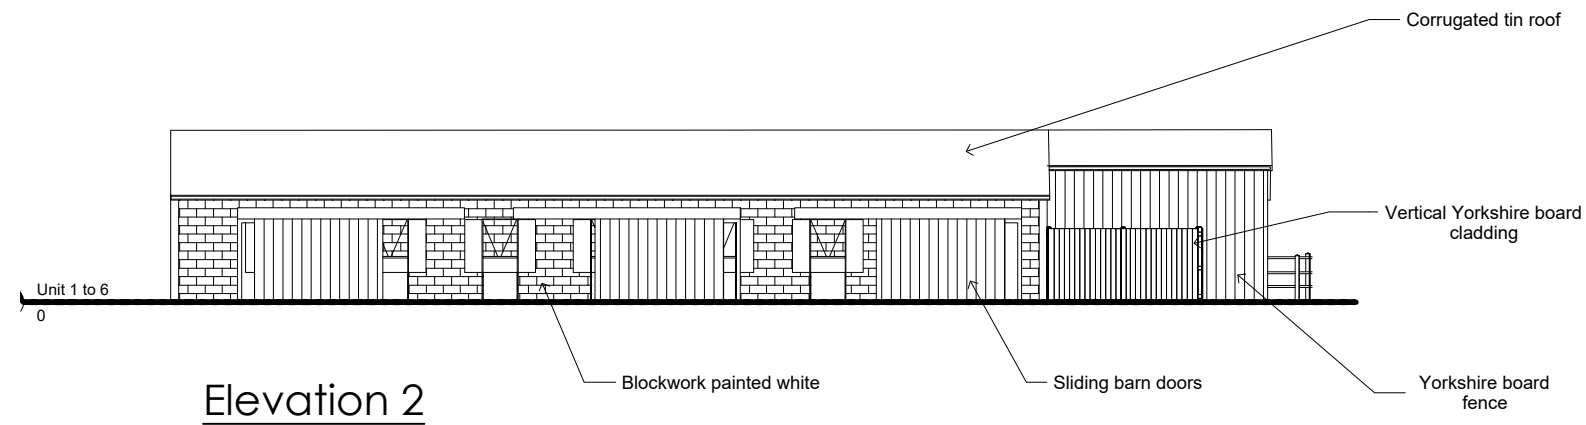 Corrugated tin roof
Vertical Yorkshire board
cladding
Unit 1 to 6
0
Blockwork painted white
Sliding barn doors
Yorkshire board
fence
Elevation 2